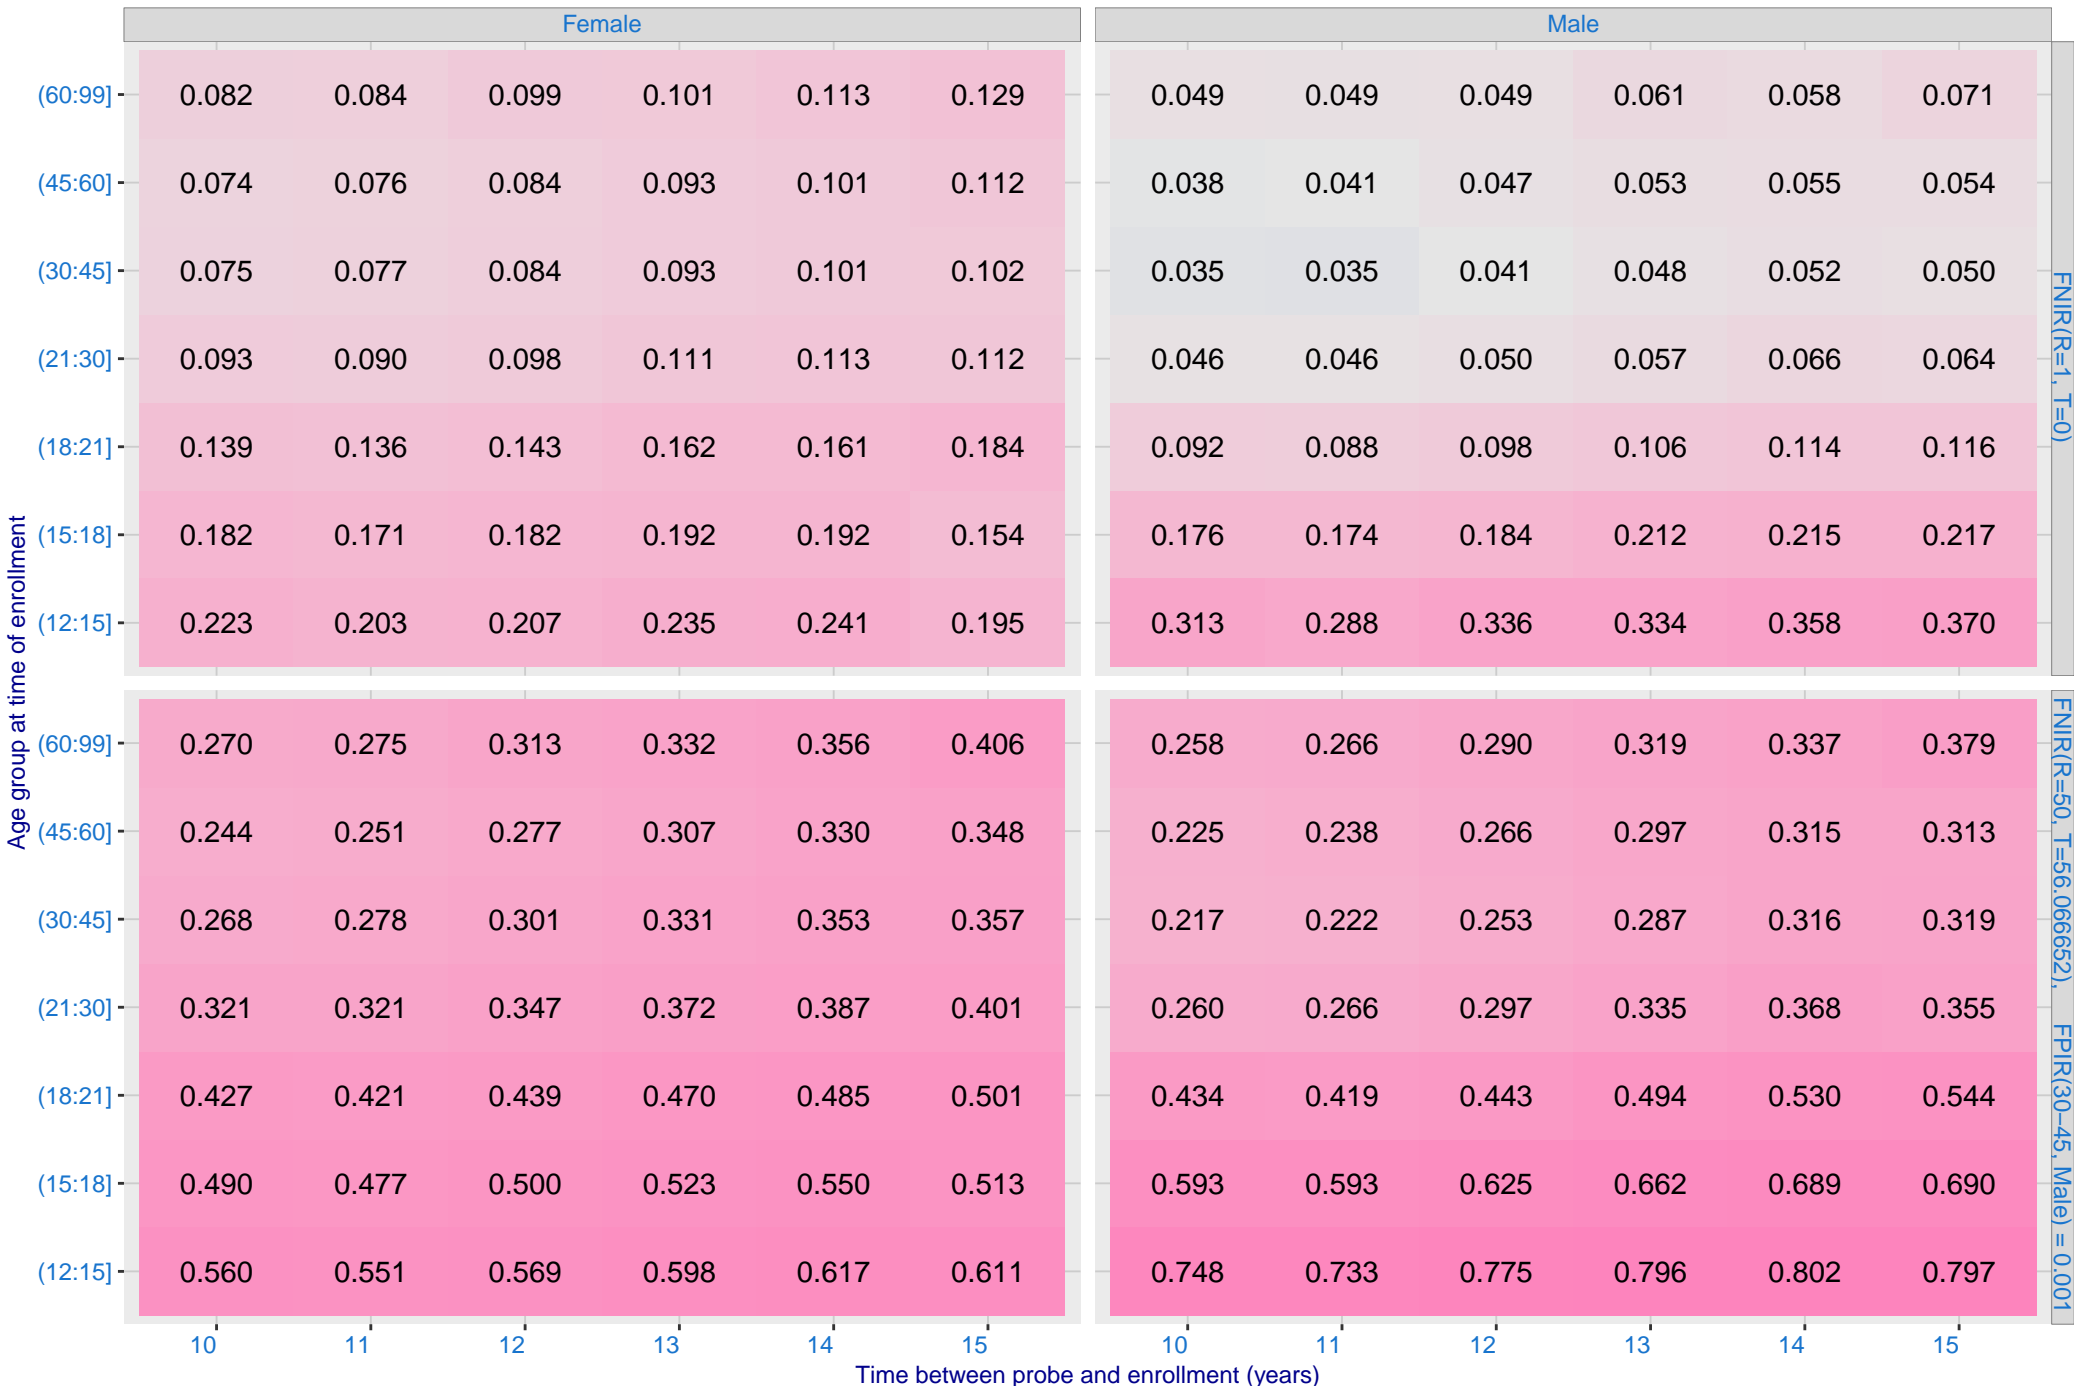 Female Male
(60:99] 0.082 0.084 0.099 0.101 0.113 0.129 0.049 0.049 0.049 0.061 0.058 0.071
(45:60] 0.074 0.076 0.084 0.093 0.101 0.112 0.038 0.041 0.047 0.053 0.055 0.054
(30:45] 0.075 0.077 0.084 0.093 0.101 0.102 0.035 0.035 0.041 0.048 0.052 0.050
(21:30] 0.093 0.090 0.098 0.111 0.113 0.112 0.046 0.046 0.050 0.057 0.066 0.064
(18:21] 0.139 0.136 0.143 0.162 0.161 0.184 0.092 0.088 0.098 0.106 0.114 0.116
(15:18] 0.182 0.171 0.182 0.192 0.192 0.154 0.176 0.174 0.184 0.212 0.215 0.217
(12:15] 0.223 0.203 0.207 0.235 0.241 0.195 0.313 0.288 0.336 0.334 0.358 0.370
FNIR(R=1, T=0)
(60:99] 0.270 0.275 0.313 0.332 0.356 0.406 0.258 0.266 0.290 0.319 0.337 0.379
(45:60] 0.244 0.251 0.277 0.307 0.330 0.348 0.225 0.238 0.266 0.297 0.315 0.313
(30:45] 0.268 0.278 0.301 0.331 0.353 0.357 0.217 0.222 0.253 0.287 0.316 0.319
(21:30] 0.321 0.321 0.347 0.372 0.387 0.401 0.260 0.266 0.297 0.335 0.368 0.355
(18:21] 0.427 0.421 0.439 0.470 0.485 0.501 0.434 0.419 0.443 0.494 0.530 0.544
(15:18] 0.490 0.477 0.500 0.523 0.550 0.513 0.593 0.593 0.625 0.662 0.689 0.690
(12:15] 0.560 0.551 0.569 0.598 0.617 0.611 0.748 0.733 0.775 0.796 0.802 0.797
FNIR(R=50, T=56.066652), FPIR(30−45, Male) = 0.001
10 11 12 13 14 15 10 11 12 13 14 15
Time between probe and enrollment (years)
Age group at time of enrollment